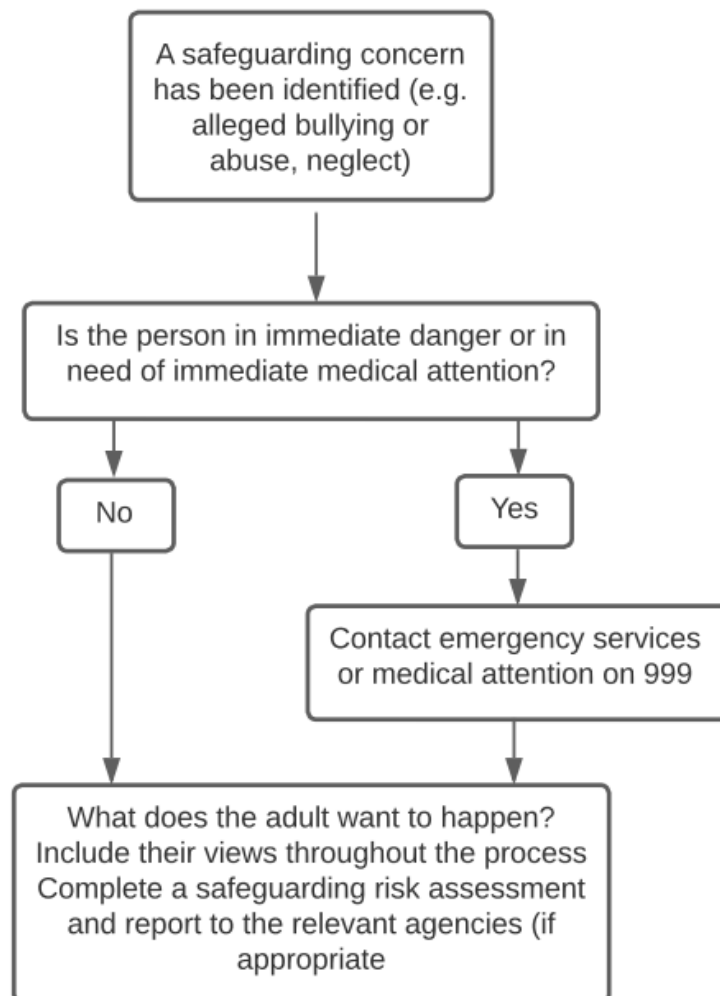 A safeguarding concern
has been identified (e.g.
alleged bullying or
abuse, neglect)
Is the person in immediate danger or in
need of immediate medical attention?
No
Yes
Contact emergency services
or medical attention on 999
What does the adult want to happen?
Include their views throughout the process
Complete a safeguarding risk assessment
and report to the relevant agencies (if
appropriate